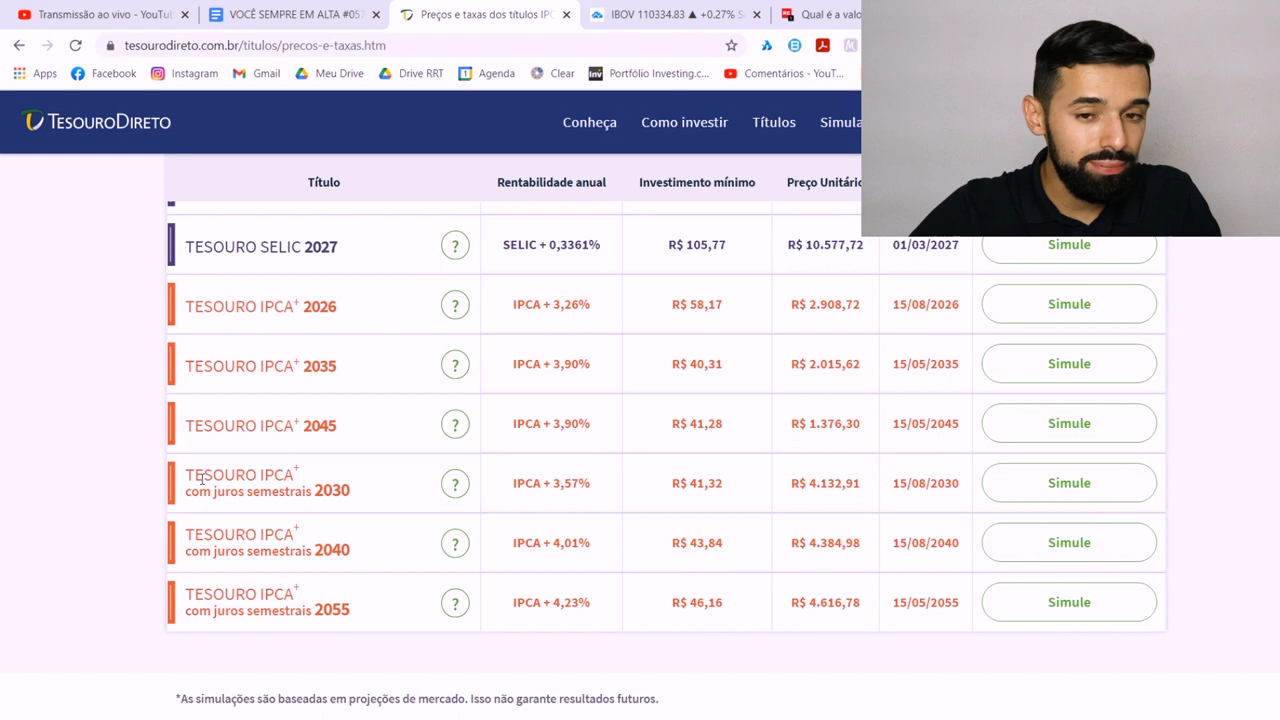 Transmissão ao vivo - YouTu
VOCÊ SEMPRE EM ALTA #05
Preços e taxas dos títulos IPC
IBOV 110334.83 ▲ +0.27%
Qual é a valo
tesourodireto.com.br/titulos/precos-e-taxas.htm
Apps Facebook Instagram Gmail Meu Drive Drive RRT Agenda Clear Portfólio Investing.c... Comentários - YouT...
TESOURODIRETO
Conheça Como investir Títulos Simula
Título Rentabilidade anual Investimento mínimo Preço Unitário
TESOURO SELIC 2027 ? SELIC + 0,3361% R$ 105,77 R$ 10.577,72 01/03/2027 Simule
TESOURO IPCA+ 2026 ? IPCA + 3,26% R$ 58,17 R$ 2.908,72 15/08/2026 Simule
TESOURO IPCA+ 2035 ? IPCA + 3,90% R$ 40,31 R$ 2.015,62 15/05/2035 Simule
TESOURO IPCA+ 2045 ? IPCA + 3,90% R$ 41,28 R$ 1.376,30 15/05/2045 Simule
TESOURO IPCA+
com juros semestrais 2030 ? IPCA + 3,57% R$ 41,32 R$ 4.132,91 15/08/2030 Simule
TESOURO IPCA+
com juros semestrais 2040 ? IPCA + 4,01% R$ 43,84 R$ 4.384,98 15/08/2040 Simule
TESOURO IPCA+
com juros semestrais 2055 ? IPCA + 4,23% R$ 46,16 R$ 4.616,78 15/05/2055 Simule
*As simulações são baseadas em projeções de mercado. Isso não garante resultados futuros.